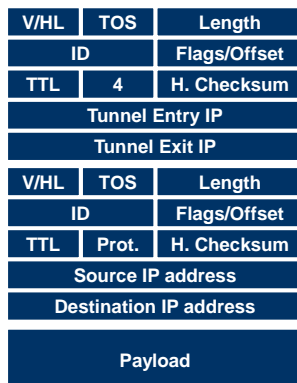 V/HL TOS Length
ID Flags/Offset
TTL 4 H. Checksum
Tunnel Entry IP
Tunnel Exit IP
V/HL TOS Length
ID Flags/Offset
TTL Prot. H. Checksum
Source IP address
Destination IP address
Payload